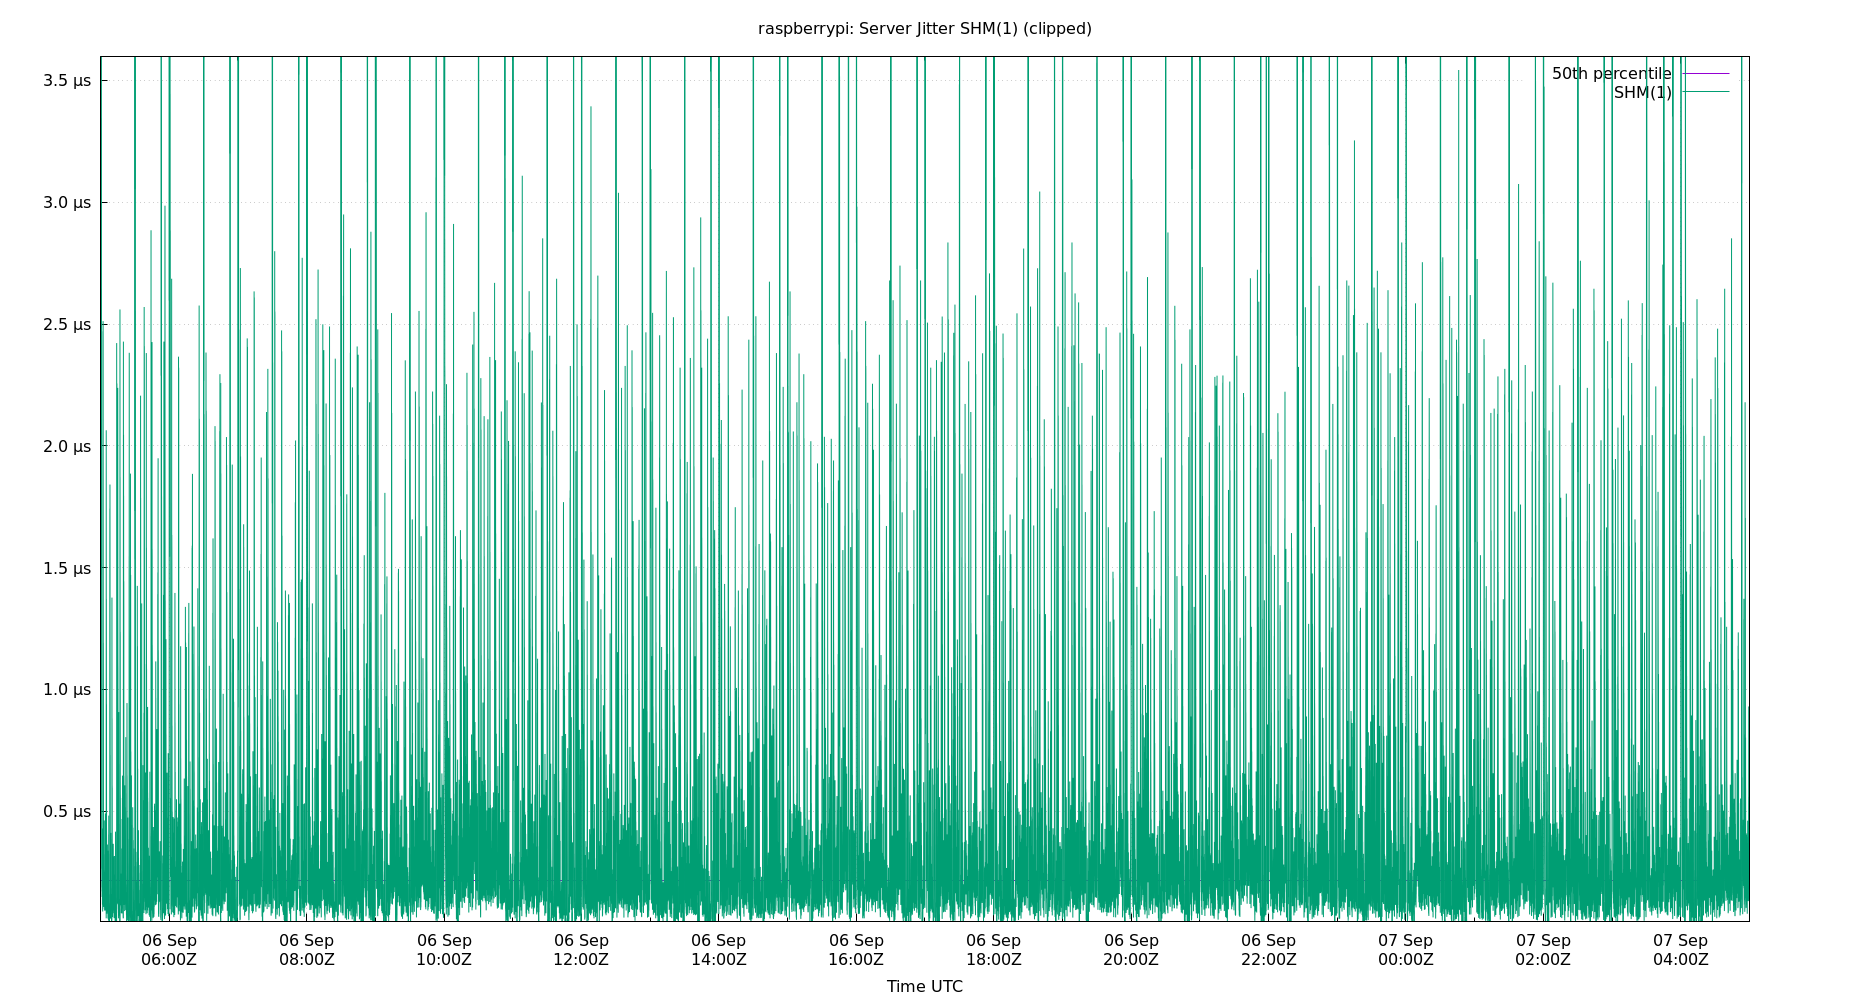 raspberrypi: Server Jitter SHM(1) (clipped)
3.5 µs
3.0 µs
2.5 µs
2.0 µs
1.5 µs
1.0 µs
0.5 µs
50th percentile
SHM(1)
06 Sep 06 Sep 06 Sep 06 Sep 06 Sep 06 Sep 06 Sep 06 Sep 06 Sep 07 Sep 07 Sep 07 Sep
06:00Z 08:00Z 10:00Z 12:00Z 14:00Z 16:00Z 18:00Z 20:00Z 22:00Z 00:00Z 02:00Z 04:00Z
Time UTC